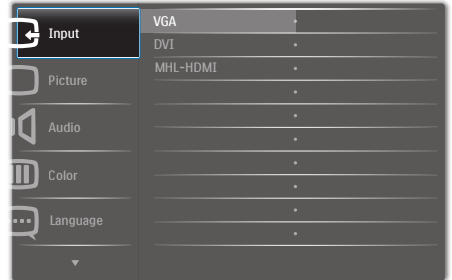 Input
Picture
Audio
Color
Language
VGA
DVI
MHL-HDMI